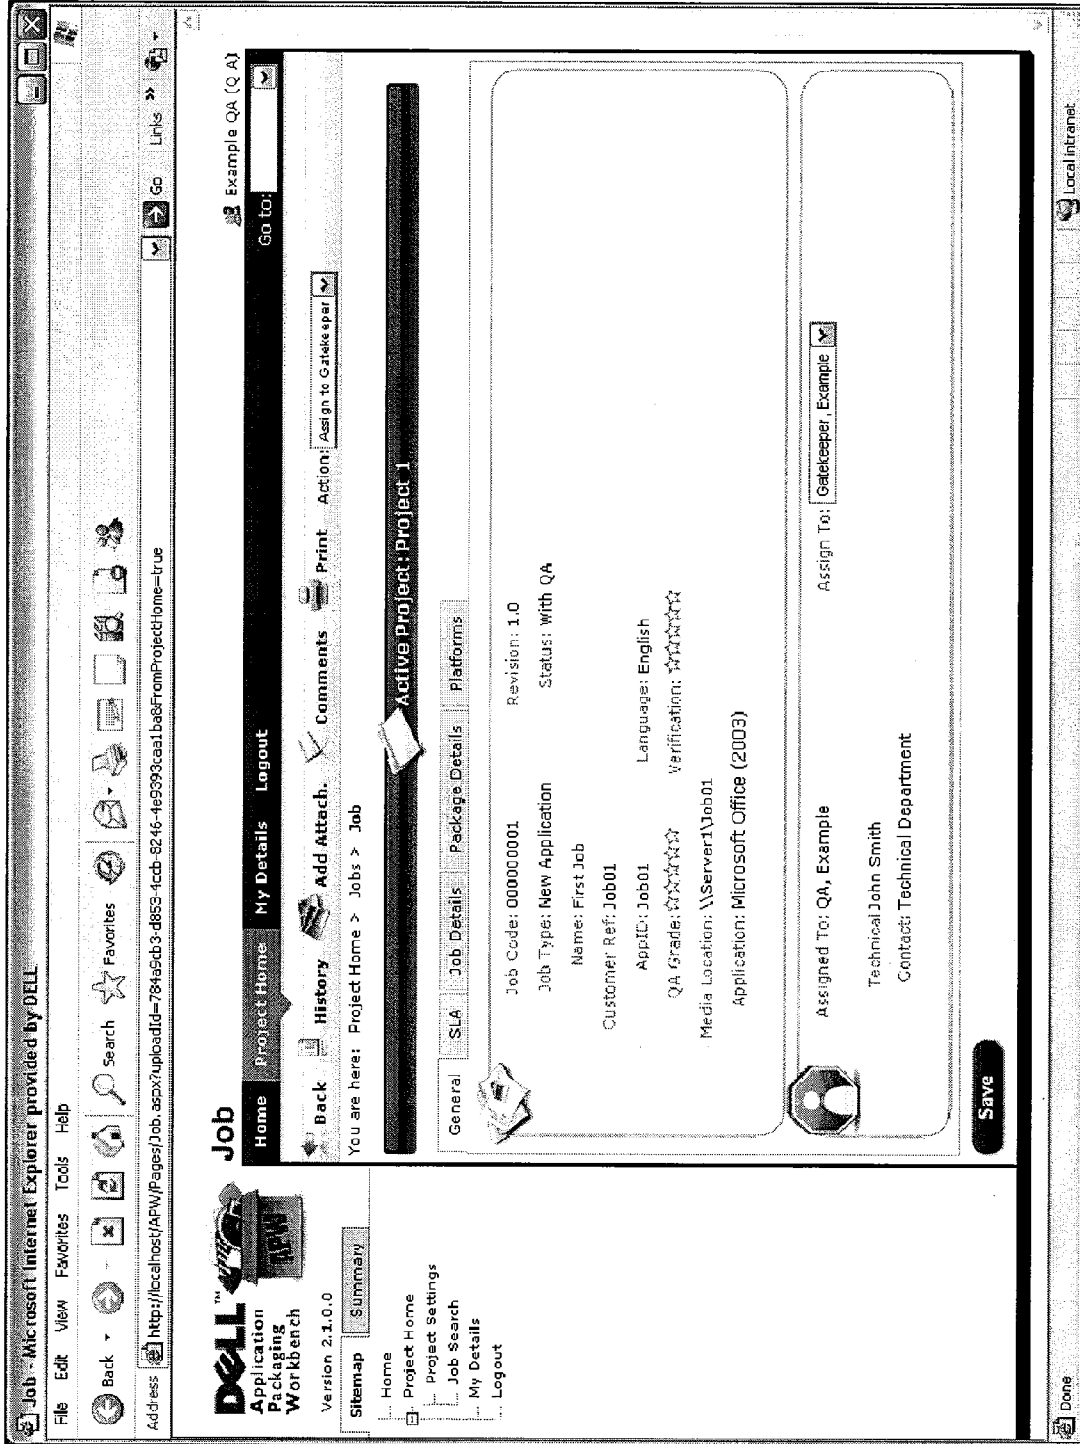 Job - Microsoft Internet Explorer provided by DELL
File Edit View Favorites Tools Help
Back Search Favorites
Address http://localhost/APW/Pages/Job.aspx?uploadId=784a9cb3-d853-4ccb-8246-4e9393caa1ba&FromProjectHome=true Go Links »
DELL™
Application
Packaging
Workbench
APW
Version 2.1.0.0
Sitemap Summary
Home
Project Home
Project Settings
Job Search
My Details
Logout
Job
Example QA (Q A)
Home Project Home My Details Logout Go to:
Back History Add Attach. Comments Print Action: Assign to Gatekeeper
You are here: Project Home > Jobs > Job
Active Project: Project 1
General SLA Job Details Package Details Platforms
Job Code: 000000001 Revision: 1.0
Job Type: New Application Status: With QA
Name: First Job
Customer Ref: Job01
AppID: Job01 Language: English
QA Grade: ☆☆☆☆☆ Verification: ☆☆☆☆☆
Media Location: \\Server1\Job01
Application: Microsoft Office (2003)
Assigned To: QA, Example Assign To: Gatekeeper, Example
Technical John Smith
Contact: Technical Department
Save
Done Local intranet